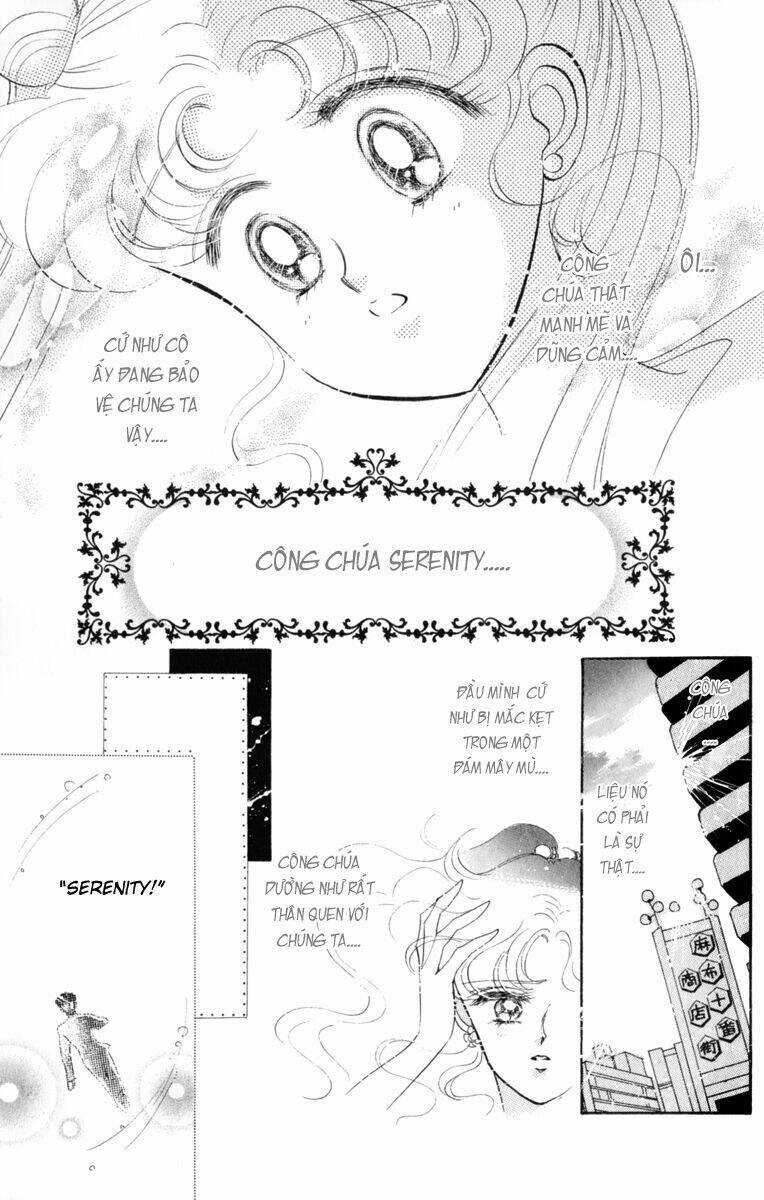 ÔI...
CÔNG
CHÚA THẬT
MẠNH MẼ VÀ
DŨNG CẢM....
CỨ NHƯ CÔ
ẤY ĐANG BẢO
VỆ CHÚNG TA
VẬY....
CÔNG CHÚA SERENITY.....
CÔNG
CHÚA
....
LIỆU NÓ
CÓ PHẢI
LÀ SỰ
THẬT....
麻布十番
商店街
ĐẦU MÌNH CỨ
NHƯ BỊ MẮC KẸT
TRONG MỘT
ĐÁM MÂY MÙ....
CÔNG CHÚA
DƯỜNG NHƯ RẤT
THÂN QUEN VỚI
CHÚNG TA....
"SERENITY!"